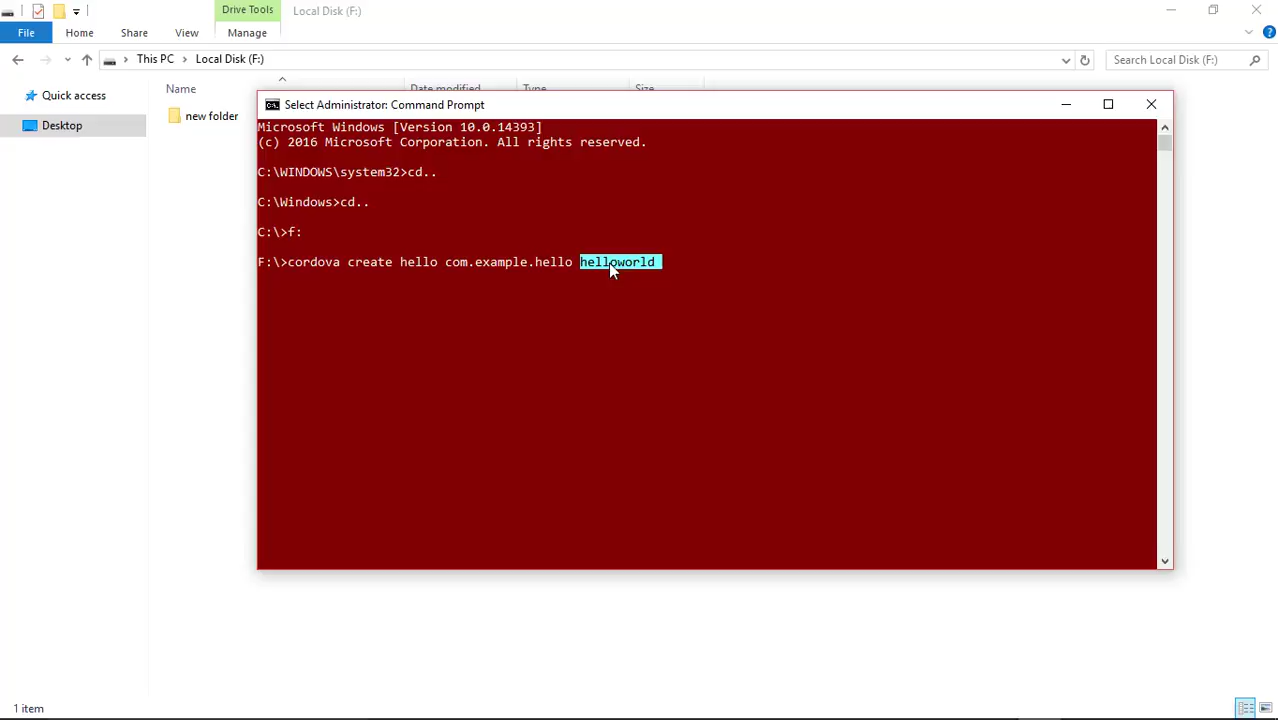 Drive Tools
Local Disk (F:)
File
Home
Share
View
Manage
This PC
Local Disk (F:)
Search Local Disk (F:)
Quick access
Desktop
Name
Date modified
Type
Size
new folder
Select Administrator: Command Prompt
Microsoft Windows [Version 10.0.14393]
(c) 2016 Microsoft Corporation. All rights reserved.
C:\WINDOWS\system32>cd..
C:\Windows>cd..
C:\>f:
F:\>cordova create hello com.example.hello helloworld
1 item